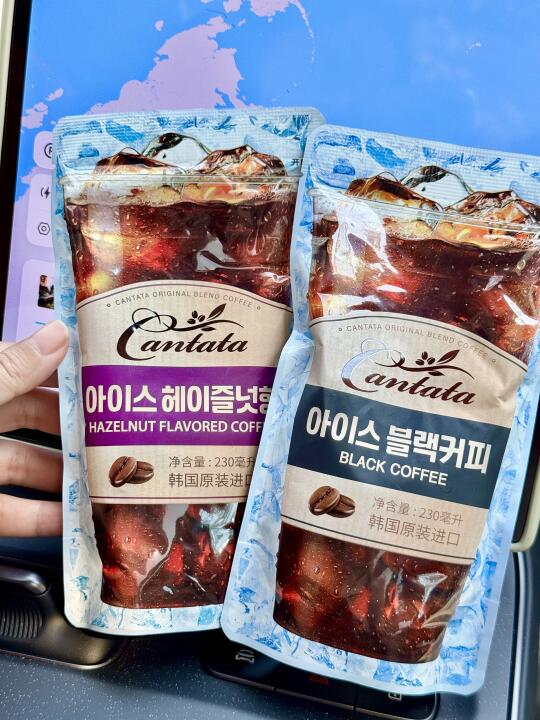 CANTATA ORIGINAL BLEND COFFEE
Cantata
아이스 헤이즐넛향
HAZELNUT FLAVORED COFF
净含量：230毫升
韩国原装进口
CANTATA ORIGINAL BLEND COFFEE
Cantata
아이스 블랙커피
BLACK COFFEE
净含量：230毫升
韩国原装进口